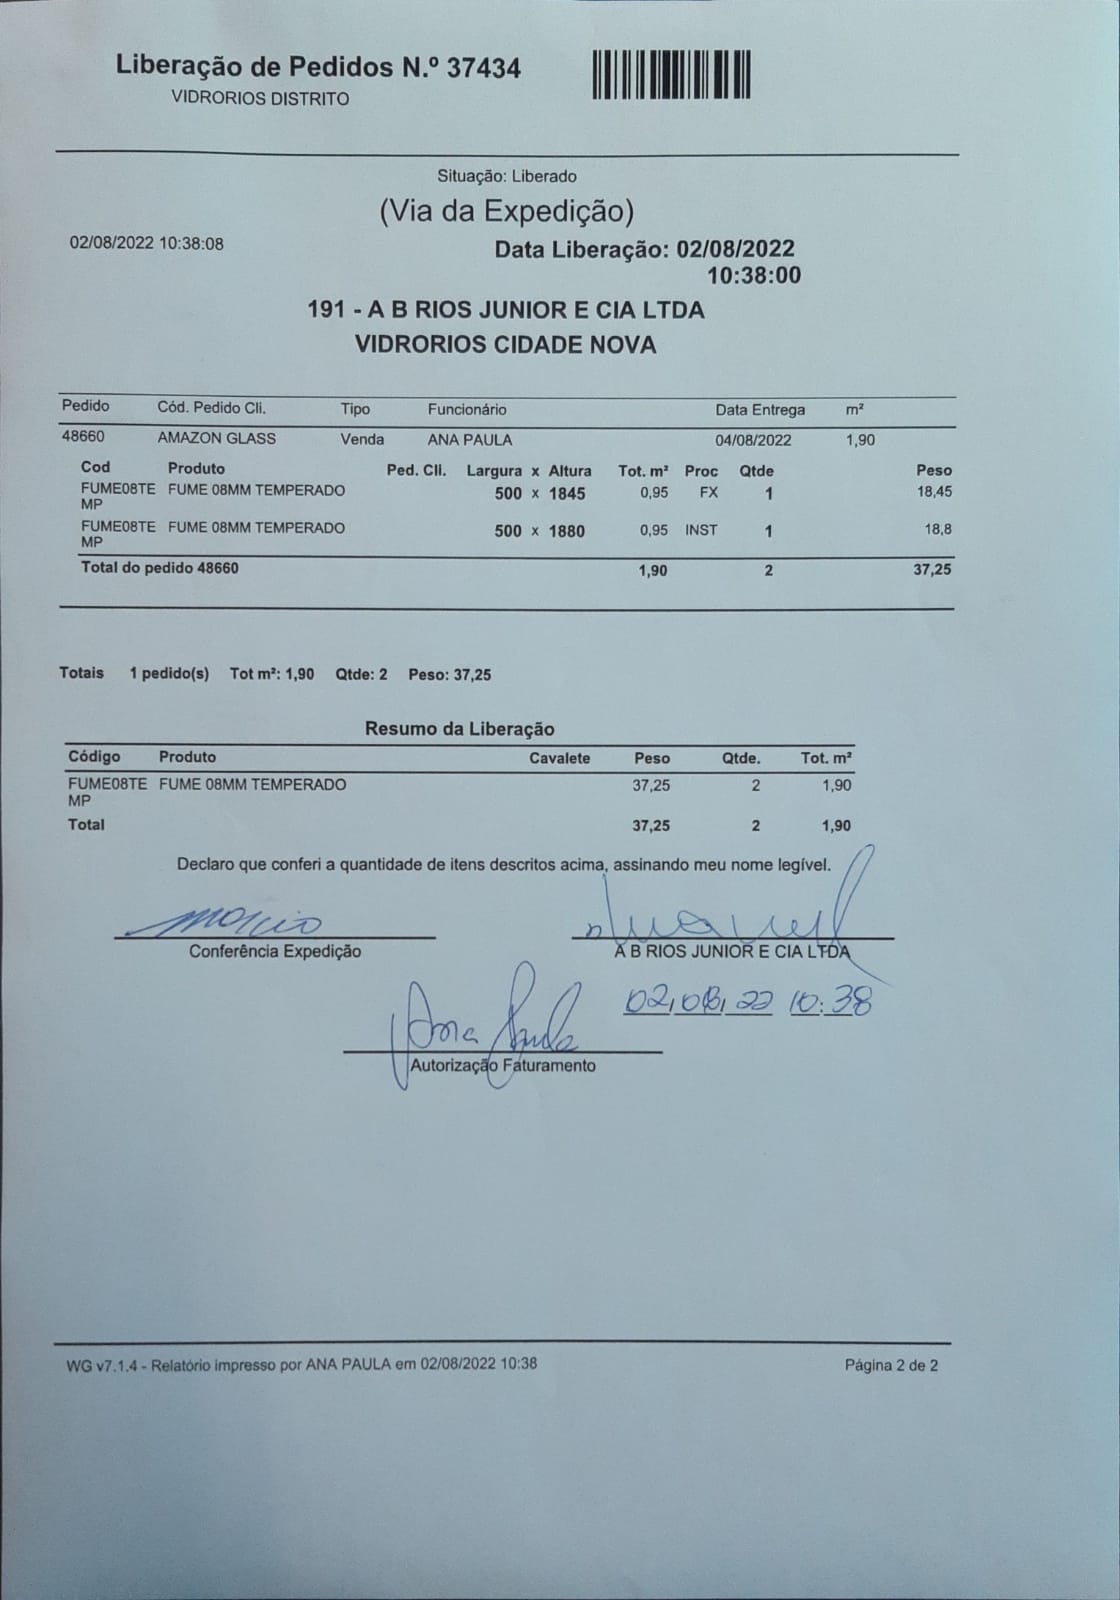 Liberação de Pedidos N.º 37434
VIDRORIOS DISTRITO
Situação: Liberado
(Via da Expedição)
02/08/2022 10:38:08
Data Liberação: 02/08/2022
10:38:00
191 - A B RIOS JUNIOR E CIA LTDA
VIDRORIOS CIDADE NOVA
Pedido Cód. Pedido Cli. Tipo Funcionário Data Entrega m²
48660 AMAZON GLASS Venda ANA PAULA 04/08/2022 1,90
Cod Produto Ped. Cli. Largura x Altura Tot. m² Proc Qtde Peso
FUME08TE FUME 08MM TEMPERADO 500 x 1845 0,95 FX 1 18,45
MP
FUME08TE FUME 08MM TEMPERADO 500 x 1880 0,95 INST 1 18,8
MP
Total do pedido 48660 1,90 2 37,25
Totais 1 pedido(s) Tot m²: 1,90 Qtde: 2 Peso: 37,25
Resumo da Liberação
Código Produto Cavalete Peso Qtde. Tot. m²
FUME08TE FUME 08MM TEMPERADO 37,25 2 1,90
MP
Total 37,25 2 1,90
Declaro que conferi a quantidade de itens descritos acima, assinando meu nome legível.
Marcio
Conferência Expedição
A B RIOS JUNIOR E CIA LTDA
02/08/22 10:38
Ana Paula
Autorização Faturamento
WG v7.1.4 - Relatório impresso por ANA PAULA em 02/08/2022 10:38
Página 2 de 2